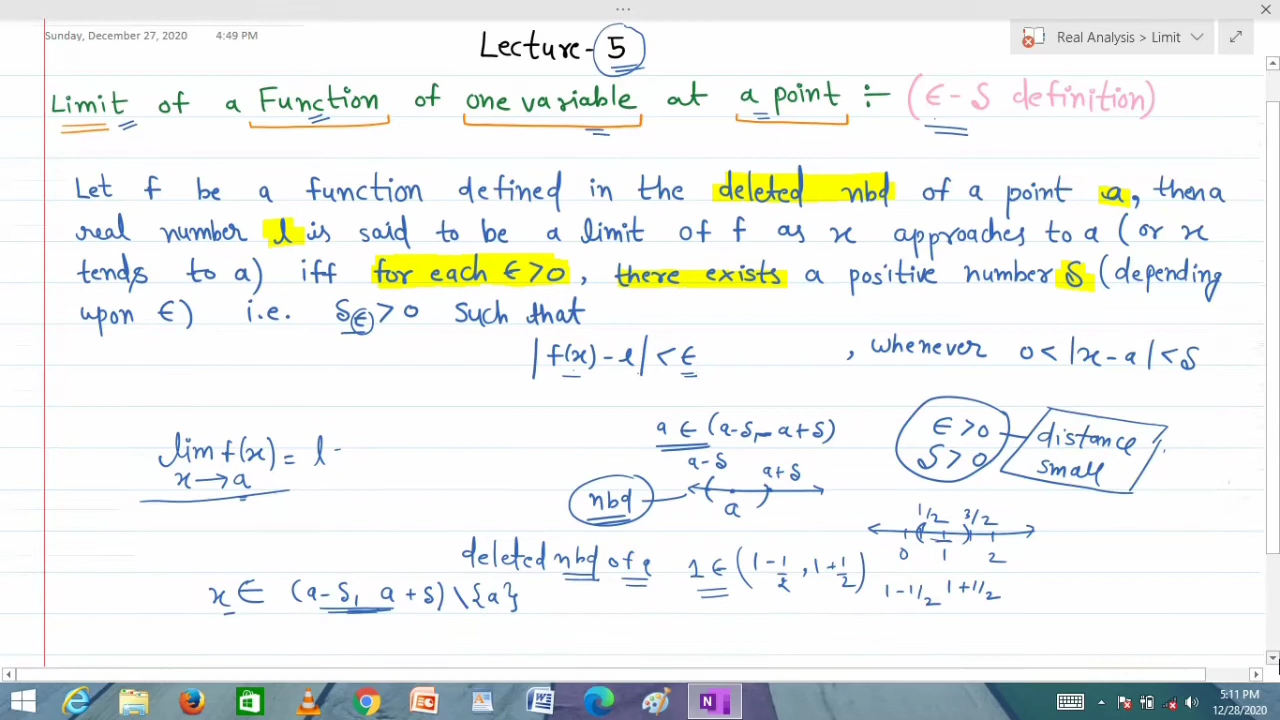 Sunday, December 27, 2020 4:49 PM
Real Analysis > Limit
Lecture-5
Limit of a Function of one variable at a point :- (ϵ-δ definition)
Let f be a function defined in the deleted nbd of a point a, then a
real number l is said to be a limit of f as x approaches to a (or x
tends to a) iff for each ϵ>0, there exists a positive number δ (depending
upon ϵ) i.e. δ_ϵ>0 Such that
|f(x)-l|<ϵ , whenever 0<|x-a|<δ
lim f(x) = l
x→a
a ∈ (a-δ, a+δ)
a-δ a+δ
nbd
a
ϵ>0
δ>0
distance
small
1/2 3/2
0 1 2
1-1/2 1+1/2
deleted nbd of a
1 ∈ (1-1/2, 1+1/2)
x ∈ (a-δ, a+δ) \ {a}
5:11 PM
12/28/2020